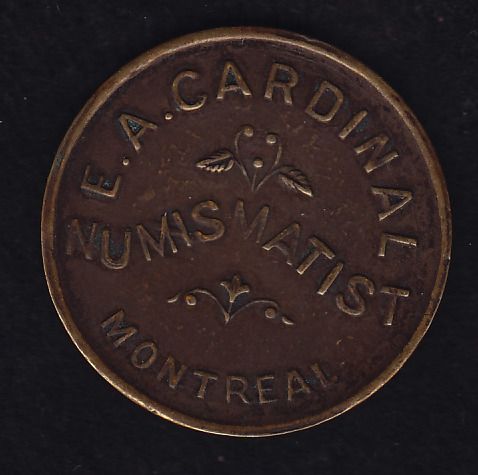 E. A. CARDINAL
NUMISMATIST
MONTREAL